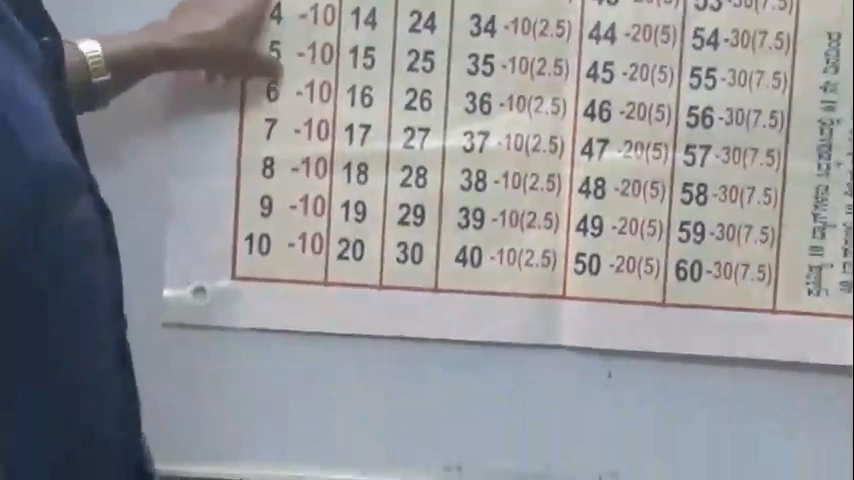 53-30(7.5)
4 -10 14 24 34 -10(2.5) 44 -20(5) 54 -30(7.5)
5 -10 15 25 35 -10(2.5) 45 -20(5) 55 -30(7.5)
6 -10 16 26 36 -10(2.5) 46 -20(5) 56 -30(7.5)
7 -10 17 27 37 -10(2.5) 47 -20(5) 57 -30(7.5)
8 -10 18 28 38 -10(2.5) 48 -20(5) 58 -30(7.5)
9 -10 19 29 39 -10(2.5) 49 -20(5) 59 -30(7.5)
10 -10 20 30 40 -10(2.5) 50 -20(5) 60 -30(7.5)